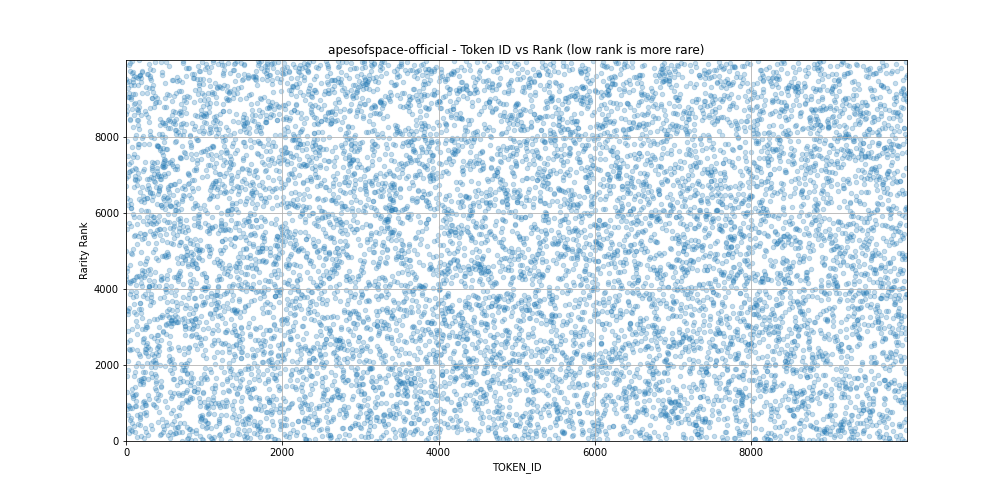 apesofspace-official - Token ID vs Rank (low rank is more rare)
8000
6000
4000
2000
0
Rarity Rank
0 2000 4000 6000 8000
TOKEN_ID